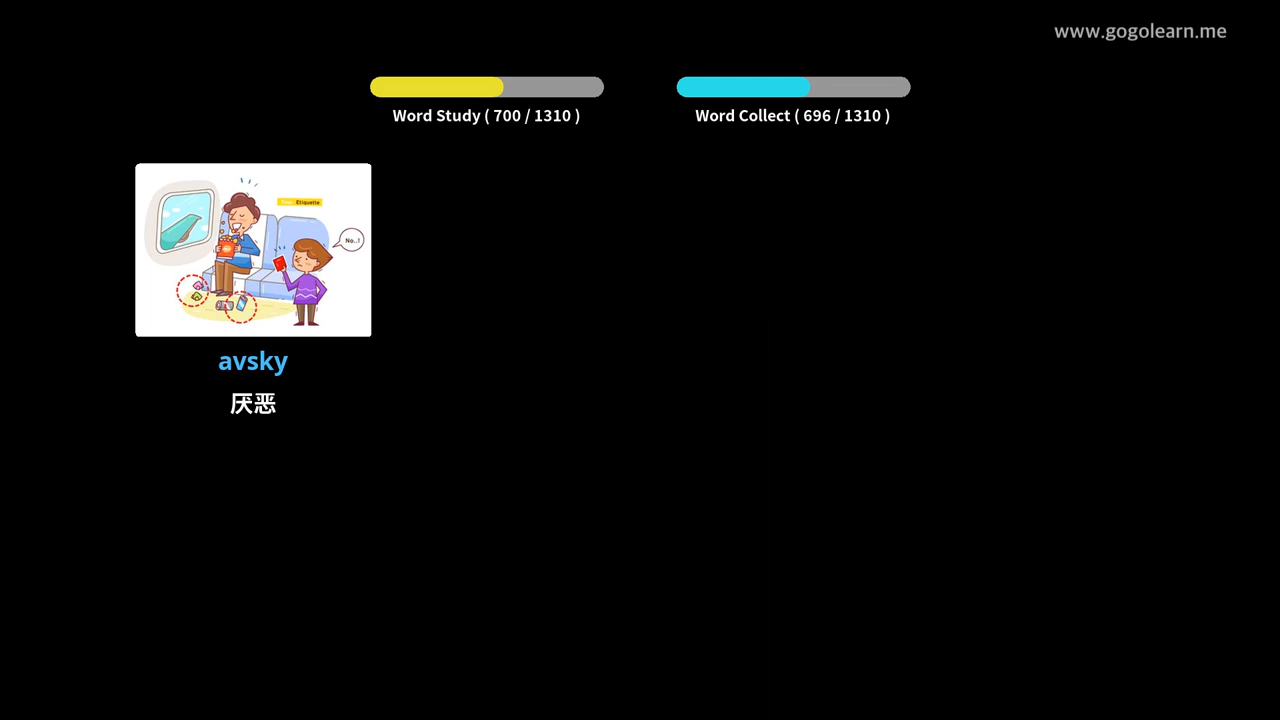 www.gogolearn.me
Word Study ( 700 / 1310 )
Word Collect ( 696 / 1310 )
Etiquette
No..!
avsky
厌恶